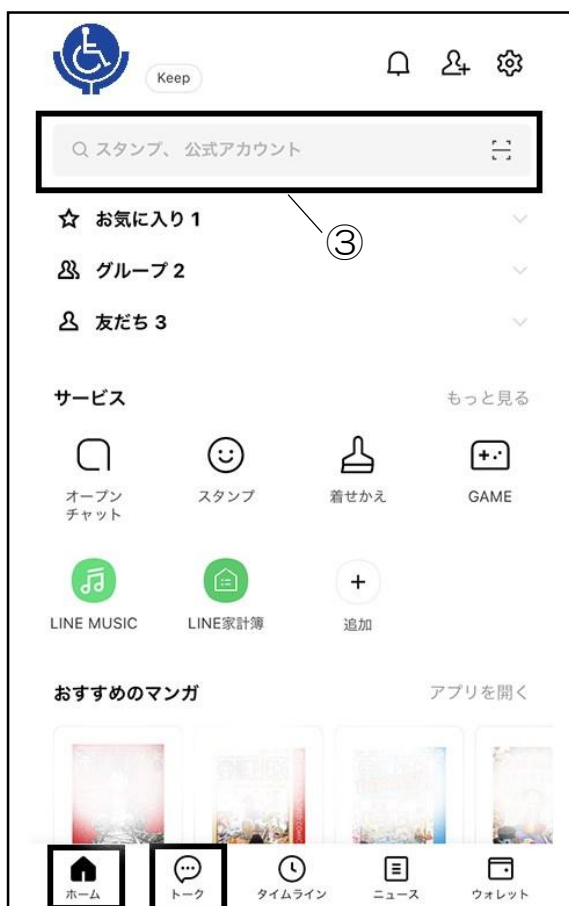 Keep
スタンプ、 公式アカウント
③
お気に入り 1
グループ 2
友だち 3
サービス
もっと見る
オープン
チャット
スタンプ
着せかえ
GAME
LINE MUSIC
LINE家計簿
追加
おすすめのマンガ
アプリを開く
ホーム
トーク
タイムライン
ニュース
ウォレット